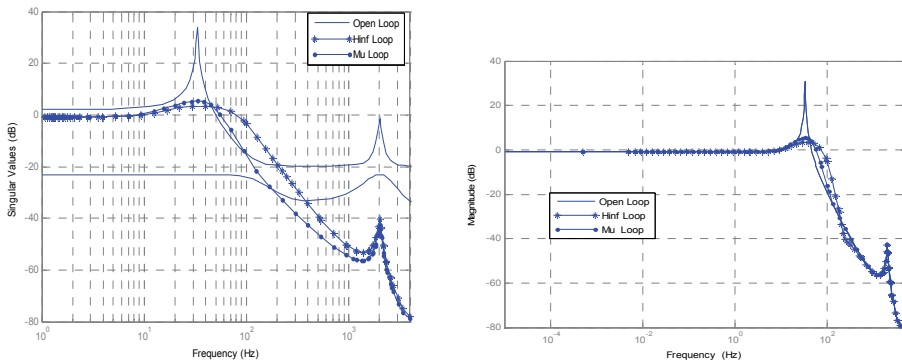 40
20
0
-20
-40
-60
-80
Singular Values (dB)
10^0
10^1
10^2
10^3
Frequency (Hz)
Open Loop
Hinf Loop
Mu Loop
40
20
0
-20
-40
-60
-80
Magnitude (dB)
10^-4
10^-2
10^0
10^2
Frequency (Hz)
Open Loop
Hinf Loop
Mu Loop